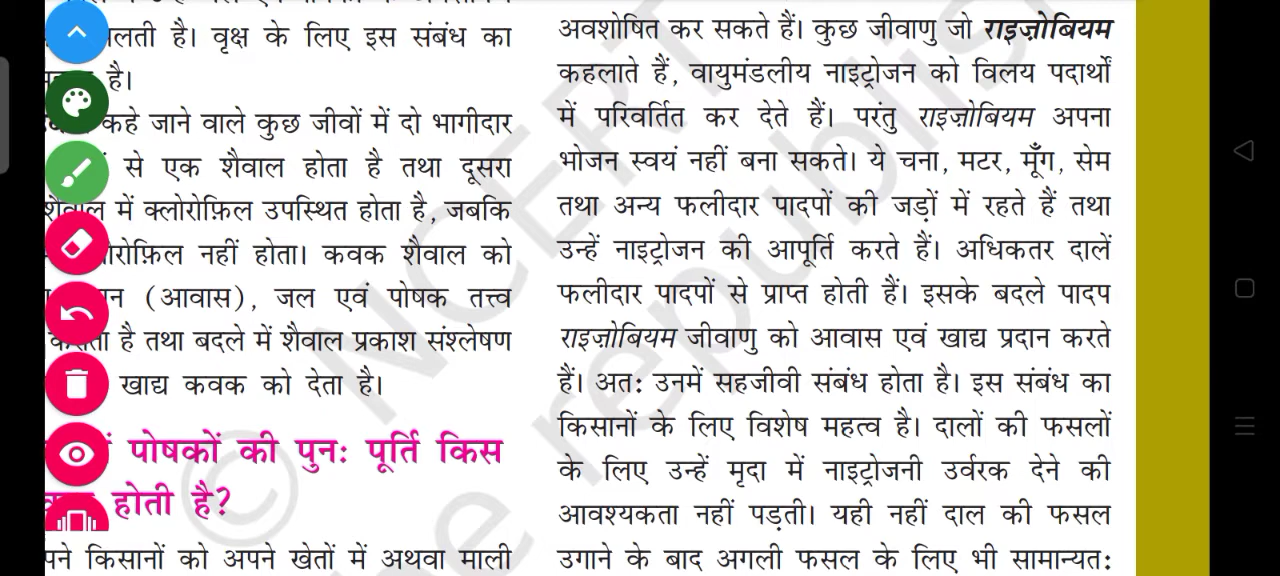 लती है। वृक्ष के लिए इस संबंध का
है।
कहे जाने वाले कुछ जीवों में दो भागीदार
से एक शैवाल होता है तथा दूसरा
शैवाल में क्लोरोफ़िल उपस्थित होता है, जबकि
रोफ़िल नहीं होता। कवक शैवाल को
न (आवास), जल एवं पोषक तत्त्व
है तथा बदले में शैवाल प्रकाश संश्लेषण
खाद्य कवक को देता है।
पोषकों की पुनः पूर्ति किस
होती है?
पने किसानों को अपने खेतों में अथवा माली
अवशोषित कर सकते हैं। कुछ जीवाणु जो राइज़ोबियम
कहलाते हैं, वायुमंडलीय नाइट्रोजन को विलय पदार्थों
में परिवर्तित कर देते हैं। परंतु राइज़ोबियम अपना
भोजन स्वयं नहीं बना सकते। ये चना, मटर, मूँग, सेम
तथा अन्य फलीदार पादपों की जड़ों में रहते हैं तथा
उन्हें नाइट्रोजन की आपूर्ति करते हैं। अधिकतर दालें
फलीदार पादपों से प्राप्त होती हैं। इसके बदले पादप
राइज़ोबियम जीवाणु को आवास एवं खाद्य प्रदान करते
हैं। अतः उनमें सहजीवी संबंध होता है। इस संबंध का
किसानों के लिए विशेष महत्व है। दालों की फसलों
के लिए उन्हें मृदा में नाइट्रोजनी उर्वरक देने की
आवश्यकता नहीं पड़ती। यही नहीं दाल की फसल
उगाने के बाद अगली फसल के लिए भी सामान्यतः
© NCERT
be republis